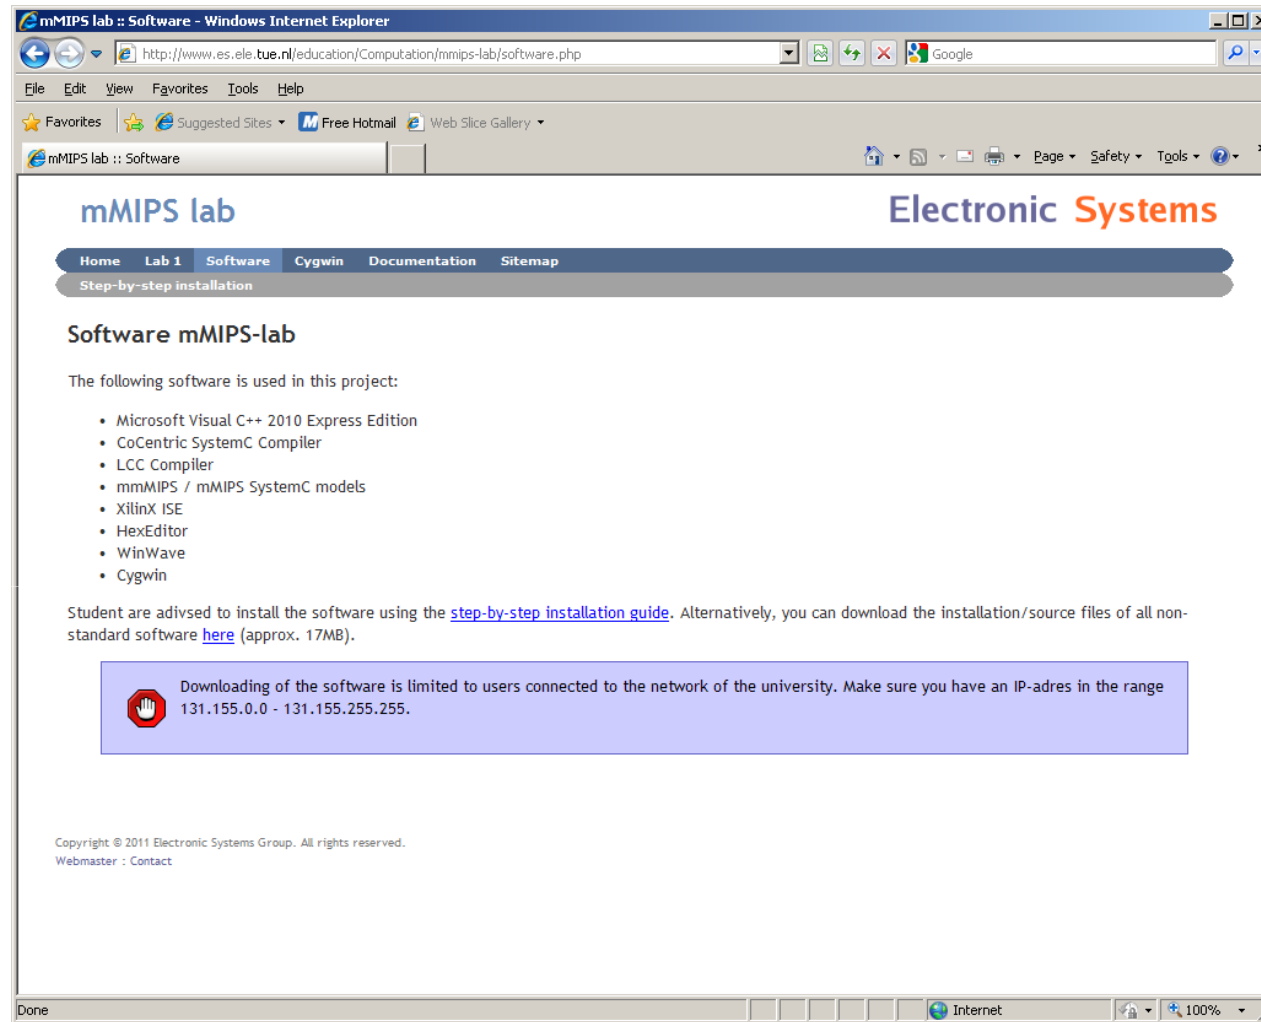 mMIPS lab :: Software - Windows Internet Explorer
http://www.es.ele.tue.nl/education/Computation/mmips-lab/software.php
Google
File Edit View Favorites Tools Help
Favorites Suggested Sites Free Hotmail Web Slice Gallery
mMIPS lab :: Software
Page Safety Tools
mMIPS lab
Electronic Systems
Home Lab 1 Software Cygwin Documentation Sitemap
Step-by-step installation
Software mMIPS-lab
The following software is used in this project:
• Microsoft Visual C++ 2010 Express Edition
• CoCentric SystemC Compiler
• LCC Compiler
• mmMIPS / mMIPS SystemC models
• XilinX ISE
• HexEditor
• WinWave
• Cygwin
Student are adivsed to install the software using the step-by-step installation guide. Alternatively, you can download the installation/source files of all non-
standard software here (approx. 17MB).
Downloading of the software is limited to users connected to the network of the university. Make sure you have an IP-adres in the range
131.155.0.0 - 131.155.255.255.
Copyright © 2011 Electronic Systems Group. All rights reserved.
Webmaster : Contact
Done
Internet
100%